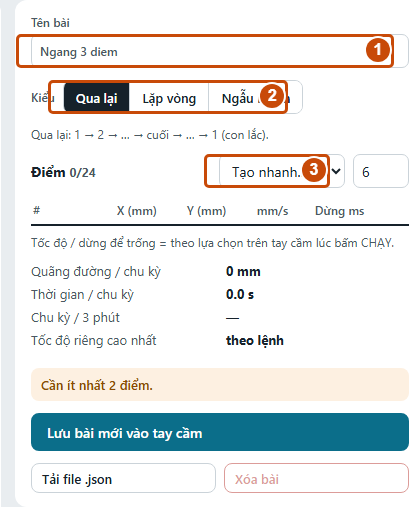 Tên bài
Ngang 3 diem 1
Kiểu Qua lại Lặp vòng 2
Qua lại: 1 → 2 → ... → cuối → ... → 1 (con lắc).
Điểm 0/24 Tạo nhanh. 3 6
# X (mm) Y (mm) mm/s Dừng ms
Tốc độ / dừng để trống = theo lựa chọn trên tay cầm lúc bấm CHẠY.
Quãng đường / chu kỳ 0 mm
Thời gian / chu kỳ 0.0 s
Chu kỳ / 3 phút —
Tốc độ riêng cao nhất theo lệnh
Cần ít nhất 2 điểm.
Lưu bài mới vào tay cầm
Tải file .json Xóa bài